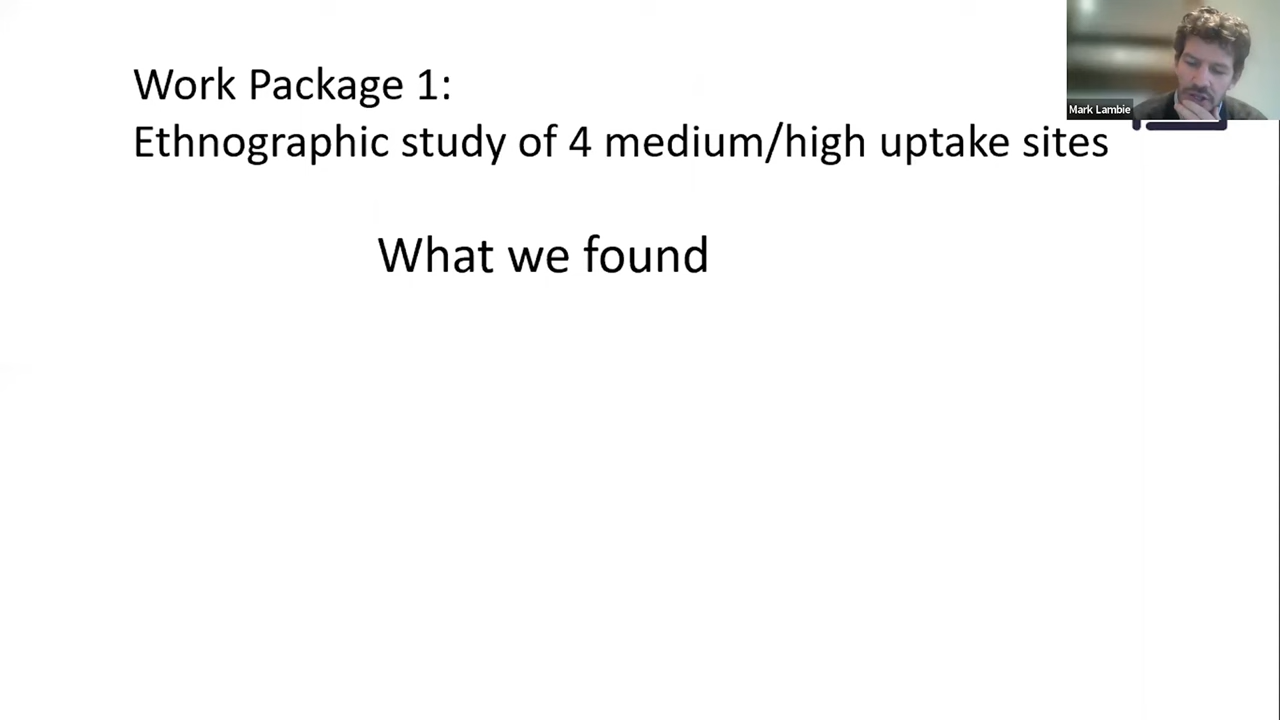 Work Package 1:
Ethnographic study of 4 medium/high uptake sites
What we found
Mark Lambie